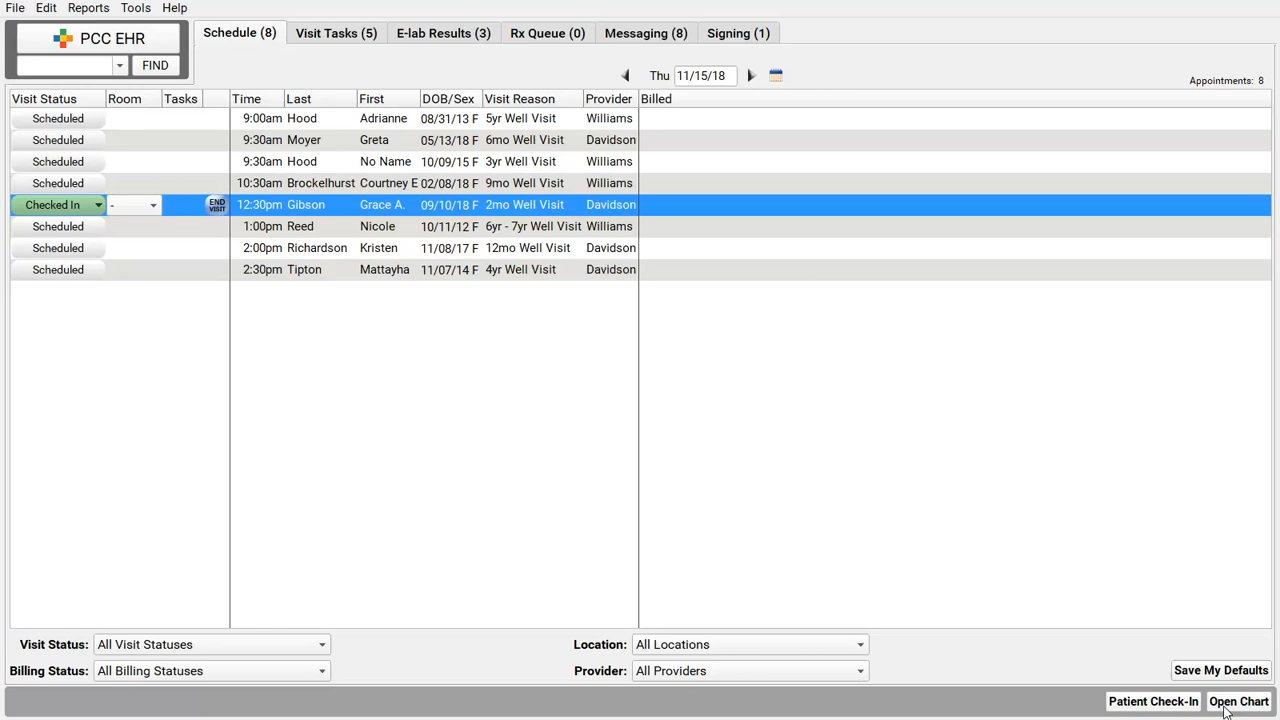 File Edit Reports Tools Help
PCC EHR
FIND
Schedule (8) Visit Tasks (5) E-lab Results (3) Rx Queue (0) Messaging (8) Signing (1)
Thu 11/15/18
Appointments: 8
Visit Status Room Tasks Time Last First DOB/Sex Visit Reason Provider Billed
Scheduled 9:00am Hood Adrianne 08/31/13 F 5yr Well Visit Williams
Scheduled 9:30am Moyer Greta 05/13/18 F 6mo Well Visit Davidson
Scheduled 9:30am Hood No Name 10/09/15 F 3yr Well Visit Williams
Scheduled 10:30am Brockelhurst Courtney E 02/08/18 F 9mo Well Visit Williams
Checked In - END VISIT 12:30pm Gibson Grace A. 09/10/18 F 2mo Well Visit Davidson
Scheduled 1:00pm Reed Nicole 10/11/12 F 6yr - 7yr Well Visit Williams
Scheduled 2:00pm Richardson Kristen 11/08/17 F 12mo Well Visit Davidson
Scheduled 2:30pm Tipton Mattayha 11/07/14 F 4yr Well Visit Davidson
Visit Status: All Visit Statuses Location: All Locations
Billing Status: All Billing Statuses Provider: All Providers Save My Defaults
Patient Check-In Open Chart